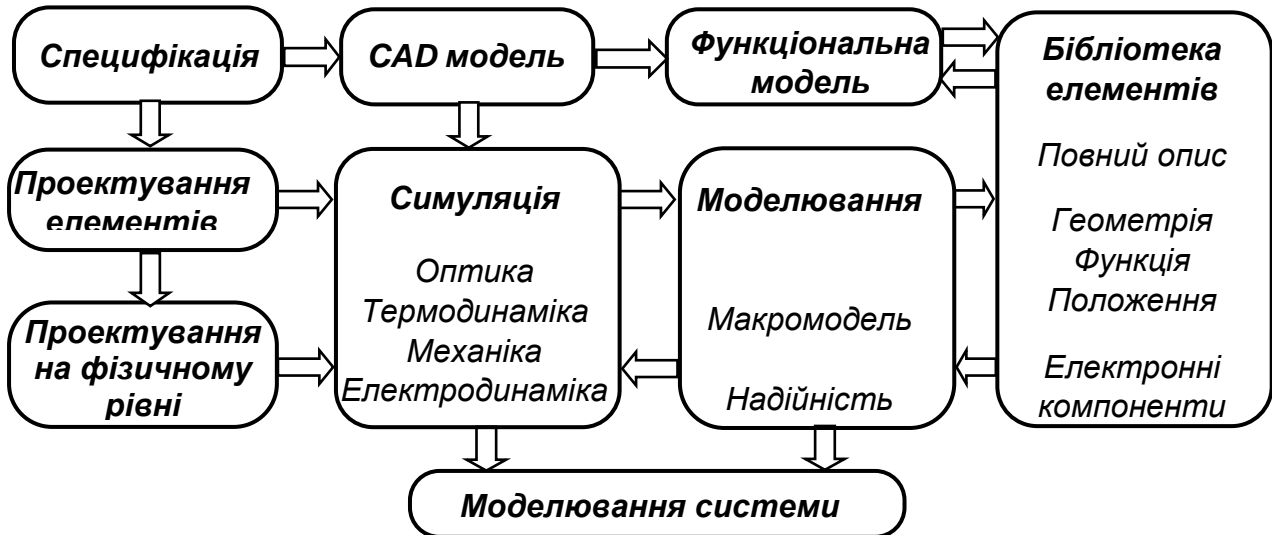 Специфікація
CAD модель
Функціональна
модель
Бібліотека
елементів
Повний опис
Геометрія
Функція
Положення
Електронні
компоненти
Проектування
елементів
Симуляція
Оптика
Термодинаміка
Механіка
Електродинаміка
Моделювання
Макромодель
Надійність
Проектування
на фізичному
рівні
Моделювання системи